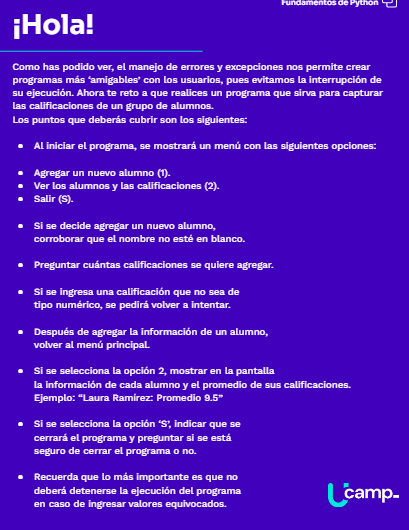 Fundamentos de Python
¡Hola!
Como has podido ver, el manejo de errores y excepciones nos permite crear
programas más ‘amigables’ con los usuarios, pues evitamos la interrupción de
su ejecución. Ahora te reto a que realices un programa que sirva para capturar
las calificaciones de un grupo de alumnos.
Los puntos que deberás cubrir son los siguientes:
• Al iniciar el programa, se mostrará un menú con las siguientes opciones:
• Agregar un nuevo alumno (1).
• Ver los alumnos y las calificaciones (2).
• Salir (S).
• Si se decide agregar un nuevo alumno,
corroborar que el nombre no esté en blanco.
• Preguntar cuántas calificaciones se quiere agregar.
• Si se ingresa una calificación que no sea de
tipo numérico, se pedirá volver a intentar.
• Después de agregar la información de un alumno,
volver al menú principal.
• Si se selecciona la opción 2, mostrar en la pantalla
la información de cada alumno y el promedio de sus calificaciones.
Ejemplo: “Laura Ramírez: Promedio 9.5”
• Si se selecciona la opción ‘S’, indicar que se
cerrará el programa y preguntar si se está
seguro de cerrar el programa o no.
• Recuerda que lo más importante es que no
deberá detenerse la ejecución del programa
en caso de ingresar valores equivocados.
Ucamp